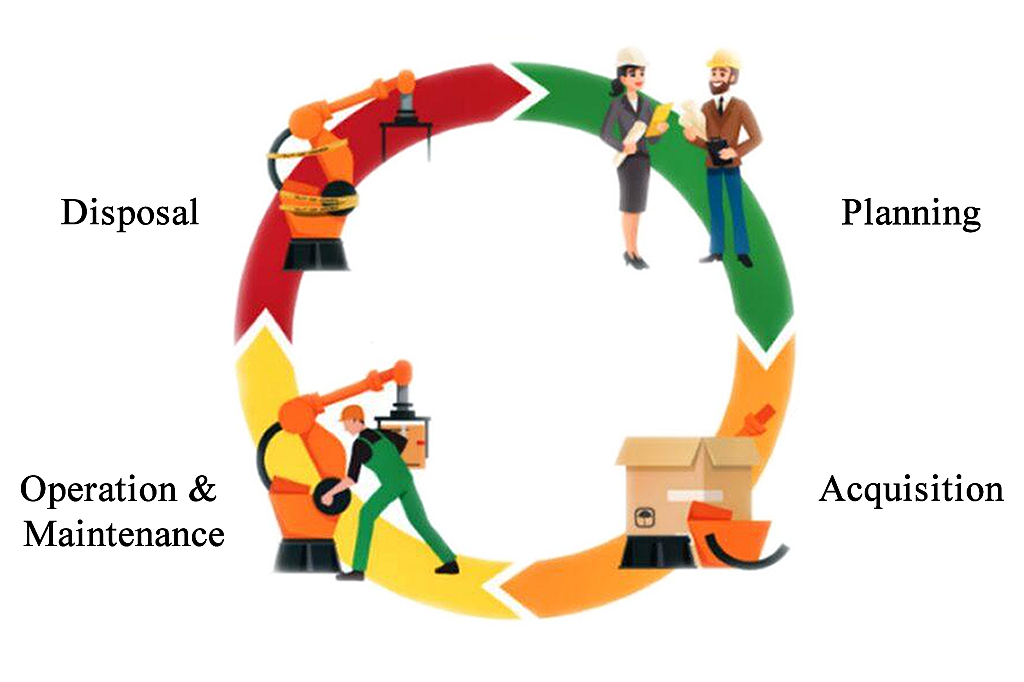 Disposal
Planning
Operation &
Maintenance
Acquisition